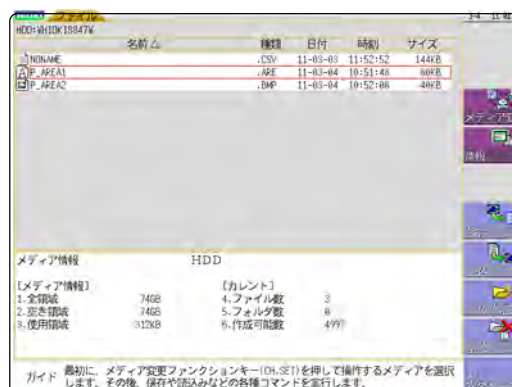 ファイル
3-4
HDD:WHIOK18847W
名前 △ 種類 日付 時刻 サイズ
NONAME .CSV 11-03-03 11:52:52 144KB
P_AREA1 .ARE 11-03-04 10:51:48 80KB
P_AREA2 .BMP 11-03-04 10:52:08 40KB
情報
メディア情報 HDD
[メディア情報] [カレント]
1.全領域 74GB 4.ファイル数 3
2.空き領域 74GB 5.フォルダ数 0
3.使用領域 312KB 6.作成可能数 4997
ガイド 最初に、メディア変更ファンクションキー(CH.SET)を押して操作するメディアを選択
します。その後、保存や読込みなどの各種コマンドを実行します。